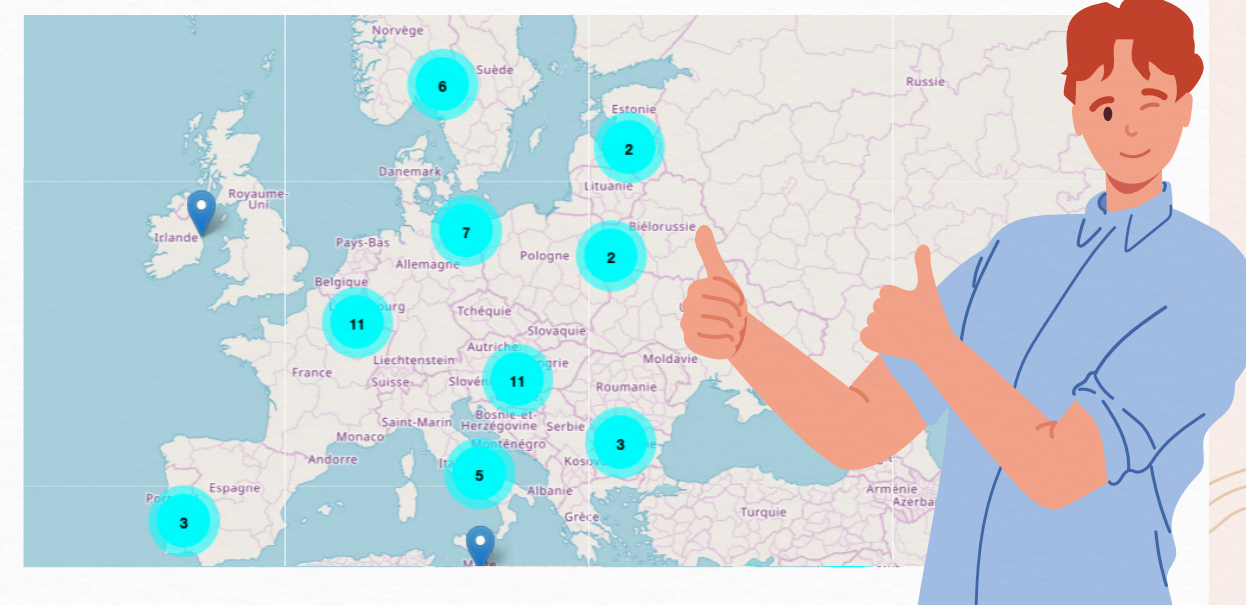 Norvège
6
Suède
Russie
Estonie
2
Danemark
Lituanie
Royaume-
Uni
Irlande
Pays-Bas
7
Biélorussie
Pologne
2
Allemagne
Belgique
11
Tchéquie
Slovaquie
Autriche
Liechtenstein
Moldavie
France
Suisse
11
Roumanie
Saint-Marin
Bosnie-et-
Herzégovine
Serbie
Monaco
Monténégro
3
Andorre
5
Espagne
Albanie
Arménie
3
Grèce
Turquie